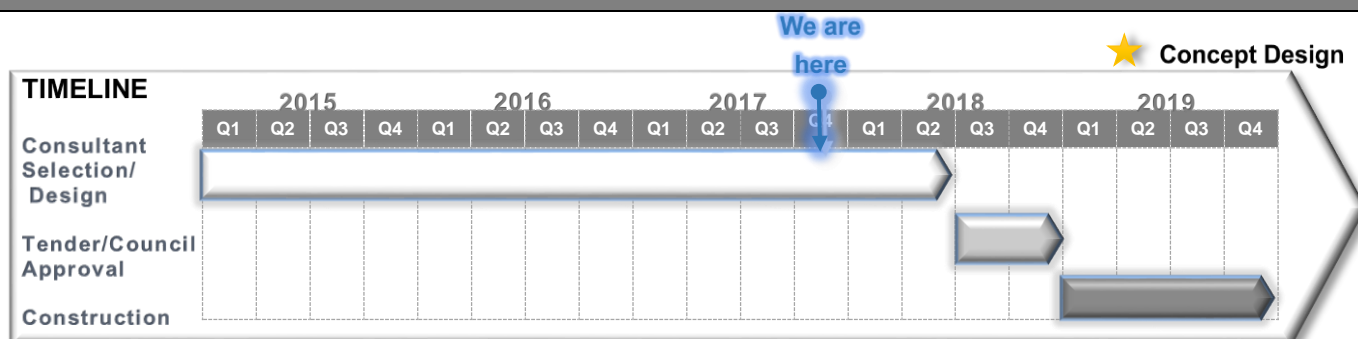 We are
here
Concept Design
TIMELINE
2015 2016 2017 2018 2019
Q1 Q2 Q3 Q4 Q1 Q2 Q3 Q4 Q1 Q2 Q3 Q4 Q1 Q2 Q3 Q4 Q1 Q2 Q3 Q4
Consultant
Selection/
Design
Tender/Council
Approval
Construction